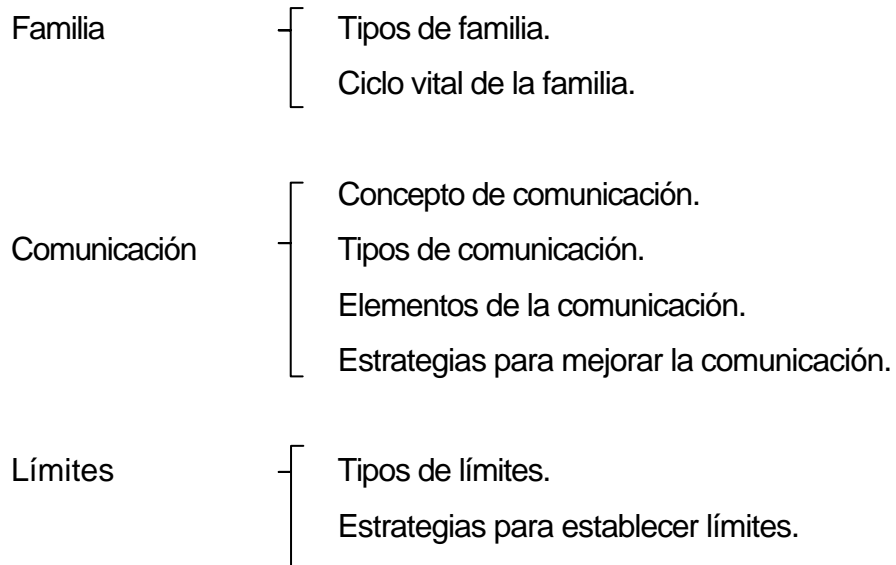 Familia Tipos de familia.
Ciclo vital de la familia.
Concepto de comunicación.
Comunicación Tipos de comunicación.
Elementos de la comunicación.
Estrategias para mejorar la comunicación.
Límites Tipos de límites.
Estrategias para establecer límites.